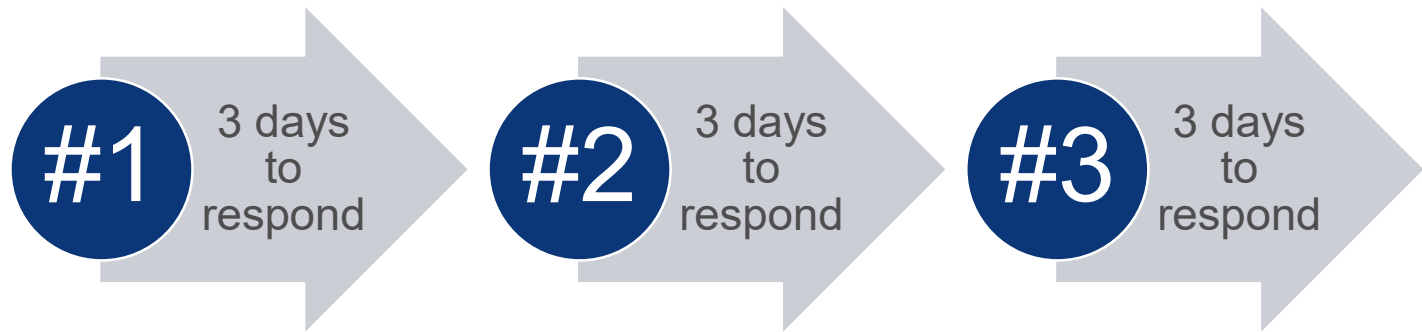 #1
3 days
to
respond
#2
3 days
to
respond
#3
3 days
to
respond